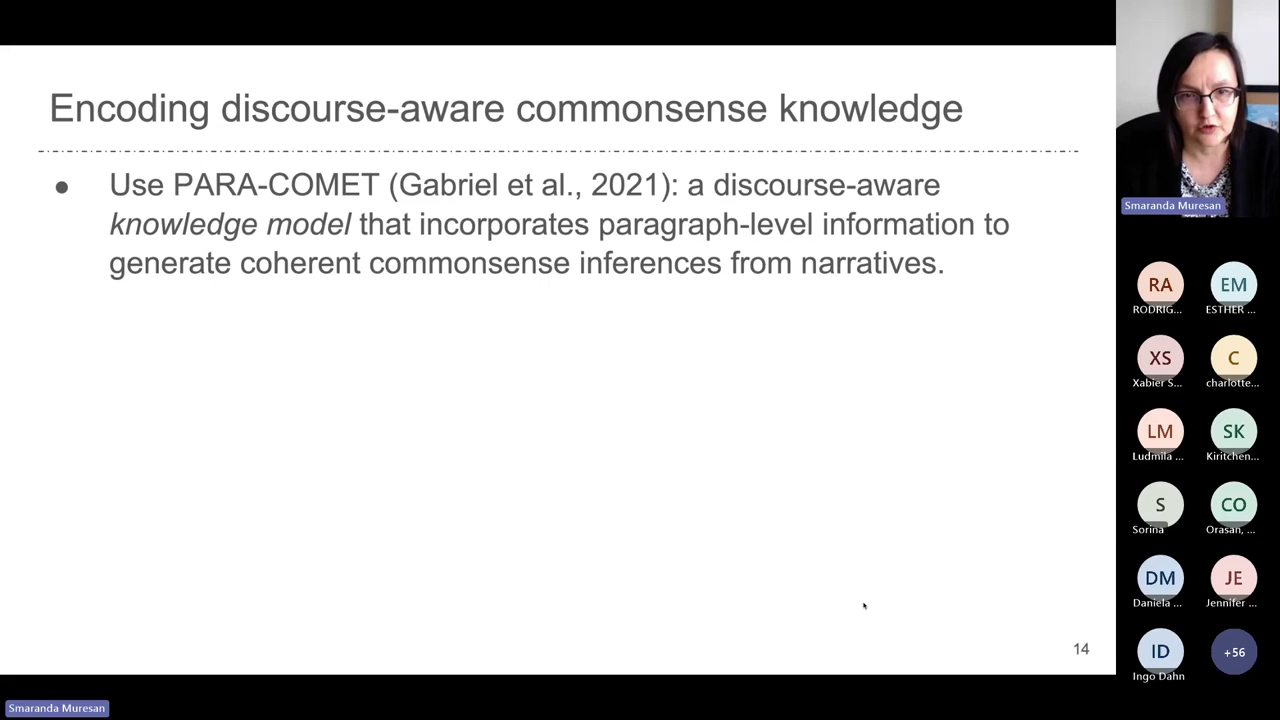 Encoding discourse-aware commonsense knowledge
● Use PARA-COMET (Gabriel et al., 2021): a discourse-aware
knowledge model that incorporates paragraph-level information to
generate coherent commonsense inferences from narratives.
14
Smaranda Muresan
RA
EM
RODRIG...
ESTHER ...
XS
C
Xabier S...
charlotte...
LM
SK
Ludmila ...
Kiritchen...
S
CO
Sorina
Orasan, ...
DM
JE
Daniela ...
Jennifer ...
ID
+56
Ingo Dahn
Smaranda Muresan